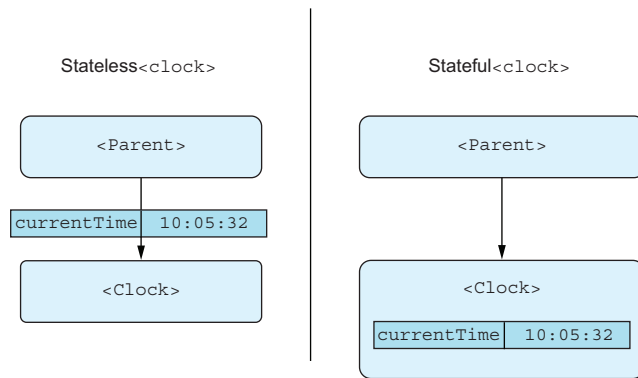 Stateless<clock>
<Parent>
currentTime 10:05:32
<Clock>
Stateful<clock>
<Parent>
<Clock>
currentTime 10:05:32